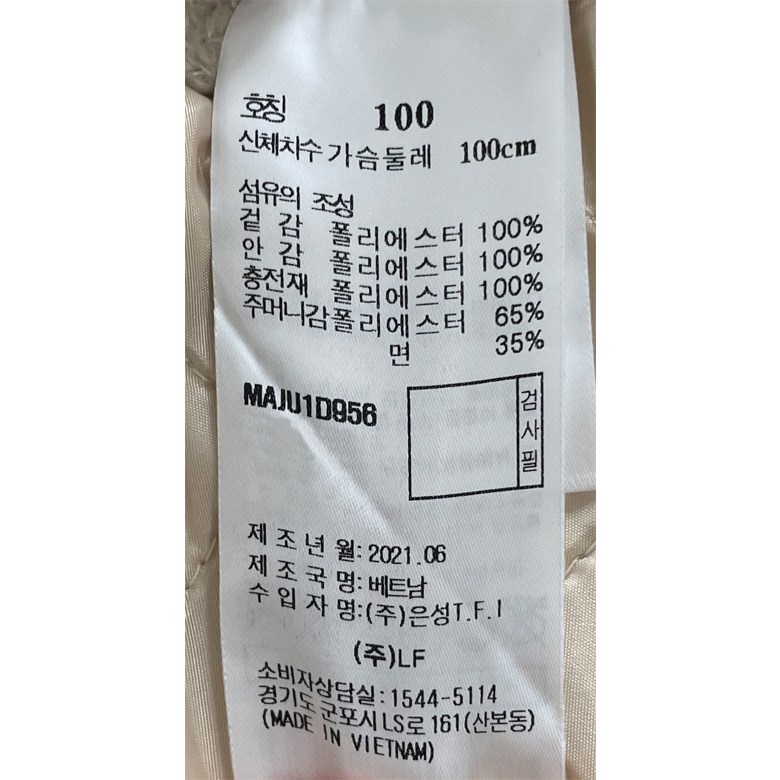 호칭 100
신체치수 가슴둘레 100cm
섬유의 조성
겉 감 폴리에스터 100%
안 감 폴리에스터 100%
충전재 폴리에스터 100%
주머니감 폴리에스터 65%
면 35%
MAJU1D956
검사필
제조년월: 2021.06
제조국명: 베트남
수입자명: (주)은성T.F.I
(주)LF
소비자상담실: 1544-5114
경기도 군포시 LS로 161(산본동)
(MADE IN VIETNAM)